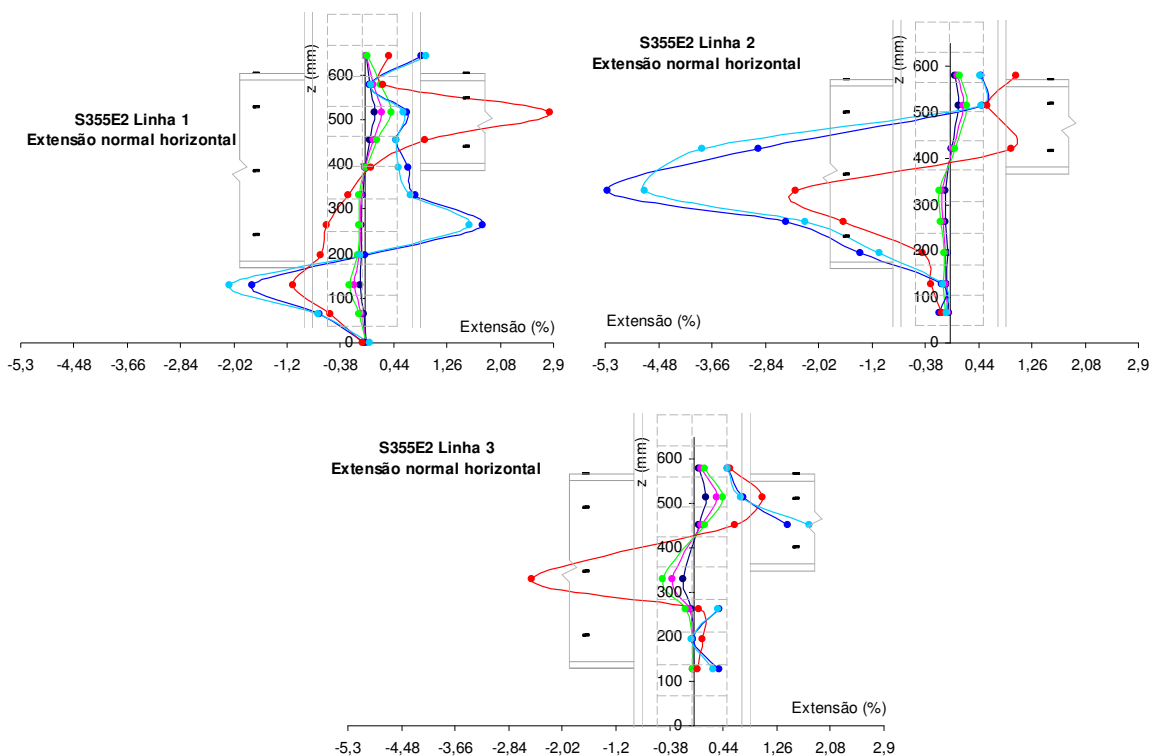 S355E2 Linha 1
Extensão normal horizontal
z (mm)
600
500
400
300
200
100
0
Extensão (%)
-5,3 -4,48 -3,66 -2,84 -2,02 -1,2 -0,38 0,44 1,26 2,08 2,9
S355E2 Linha 2
Extensão normal horizontal
z (mm)
600
500
400
300
200
100
0
Extensão (%)
-5,3 -4,48 -3,66 -2,84 -2,02 -1,2 -0,38 0,44 1,26 2,08 2,9
S355E2 Linha 3
Extensão normal horizontal
z (mm)
600
500
400
300
200
100
0
Extensão (%)
-5,3 -4,48 -3,66 -2,84 -2,02 -1,2 -0,38 0,44 1,26 2,08 2,9